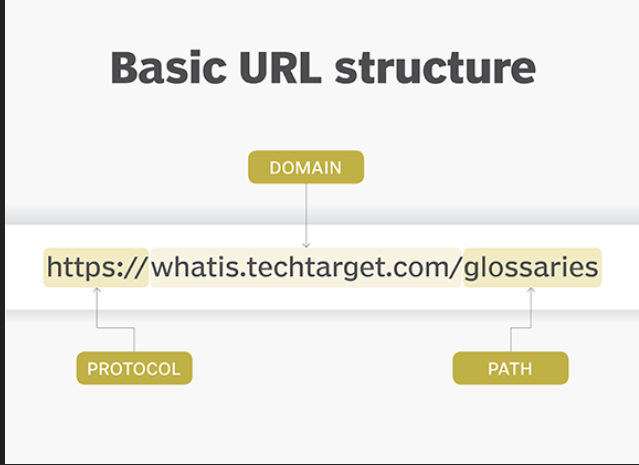 Basic URL structure
DOMAIN
https://whatis.techtarget.com/glossaries
PROTOCOL
PATH